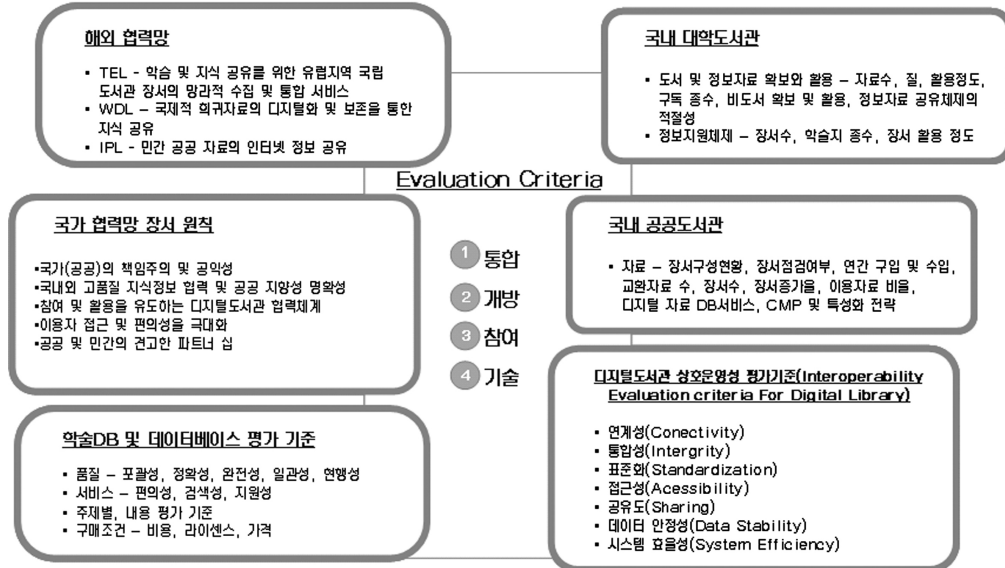 해외 협력망
▪ TEL - 학습 및 지식 공유를 위한 유럽지역 국립
도서관 장서의 망라적 수집 및 통합 서비스
▪ WDL – 국제적 희귀자료의 디지털화 및 보존을 통한
지식 공유
▪ IPL – 민간 공공 자료의 인터넷 정보 공유
국내 대학도서관
▪ 도서 및 정보자료 확보와 활용 – 자료수, 질, 활용정도,
구독 종수, 비도서 확보 및 활용, 정보자료 공유체제의
적절성
▪ 정보지원체제 – 장서수, 학술지 종수, 장서 활용 정도
Evaluation Criteria
국가 협력망 장서 원칙
▪국가(공공)의 책임주의 및 공익성
▪국내외 고품질 지식정보 협력 및 공공 지향성 명확성
▪참여 및 활용을 유도하는 디지털도서관 협력체계
▪이용자 접근 및 편의성을 극대화
▪공공 및 민간의 견고한 파트너 십
1 통합
2 개방
3 참여
4 기술
국내 공공도서관
▪ 자료 – 장서구성현황, 장서점검여부, 연간 구입 및 수입,
교환자료 수, 장서수, 장서증가율, 이용자료 비율,
디지털 자료 DB서비스, CMP 및 특성화 전략
학술DB 및 데이터베이스 평가 기준
▪ 품질 – 포괄성, 정확성, 완전성, 일관성, 현행성
▪ 서비스 – 편의성, 검색성, 지원성
▪ 주제별, 내용 평가 기준
▪ 구매조건 – 비용, 라이센스, 가격
디지털도서관 상호운영성 평가기준(Interoperability
Evaluation criteria For Digital Library)
▪ 연계성(Conectivity)
▪ 통합성(Intergrity)
▪ 표준화(Standardization)
▪ 접근성(Acessibility)
▪ 공유도(Sharing)
▪ 데이터 안정성(Data Stability)
▪ 시스템 효율성(System Efficiency)